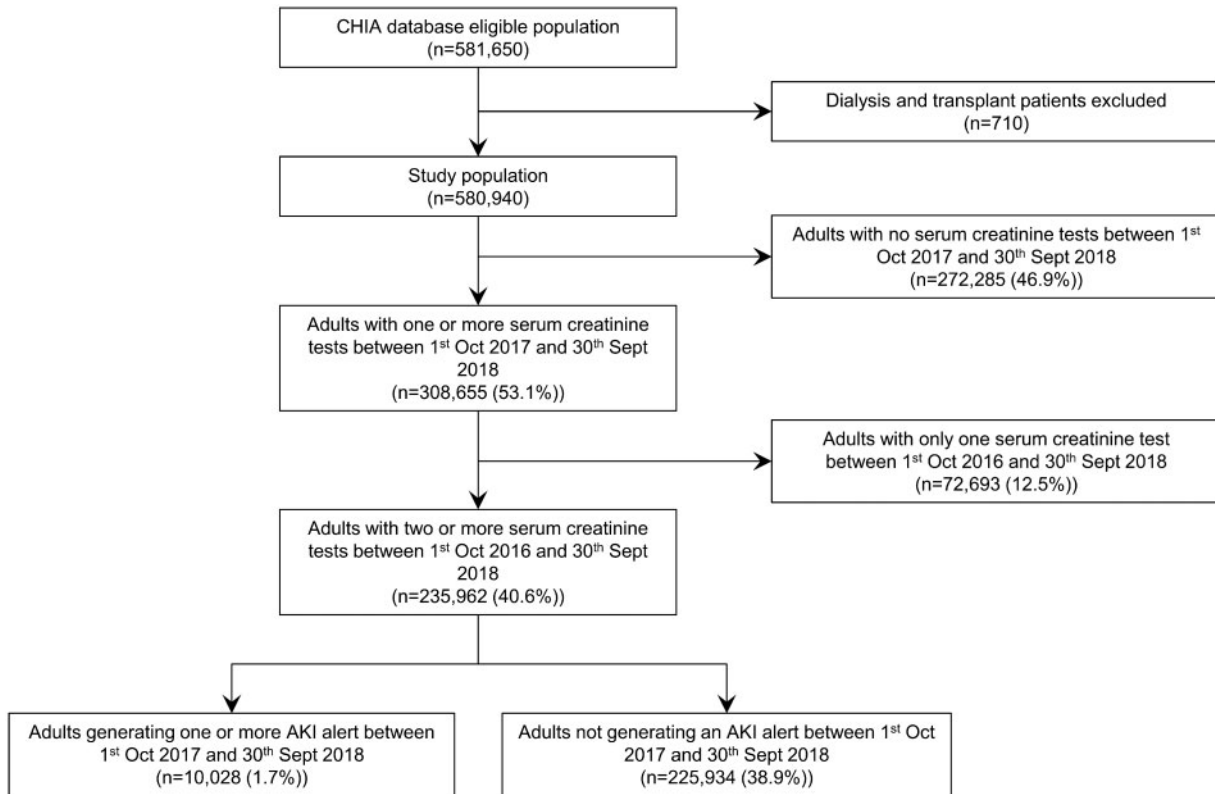 CHIA database eligible population
(n=581,650)
Dialysis and transplant patients excluded
(n=710)
Study population
(n=580,940)
Adults with no serum creatinine tests between 1st
Oct 2017 and 30th Sept 2018
(n=272,285 (46.9%))
Adults with one or more serum creatinine
tests between 1st Oct 2017 and 30th Sept
2018
(n=308,655 (53.1%))
Adults with only one serum creatinine test
between 1st Oct 2016 and 30th Sept 2018
(n=72,693 (12.5%))
Adults with two or more serum creatinine
tests between 1st Oct 2016 and 30th Sept
2018
(n=235,962 (40.6%))
Adults generating one or more AKI alert between
1st Oct 2017 and 30th Sept 2018
(n=10,028 (1.7%))
Adults not generating an AKI alert between 1st Oct
2017 and 30th Sept 2018
(n=225,934 (38.9%))